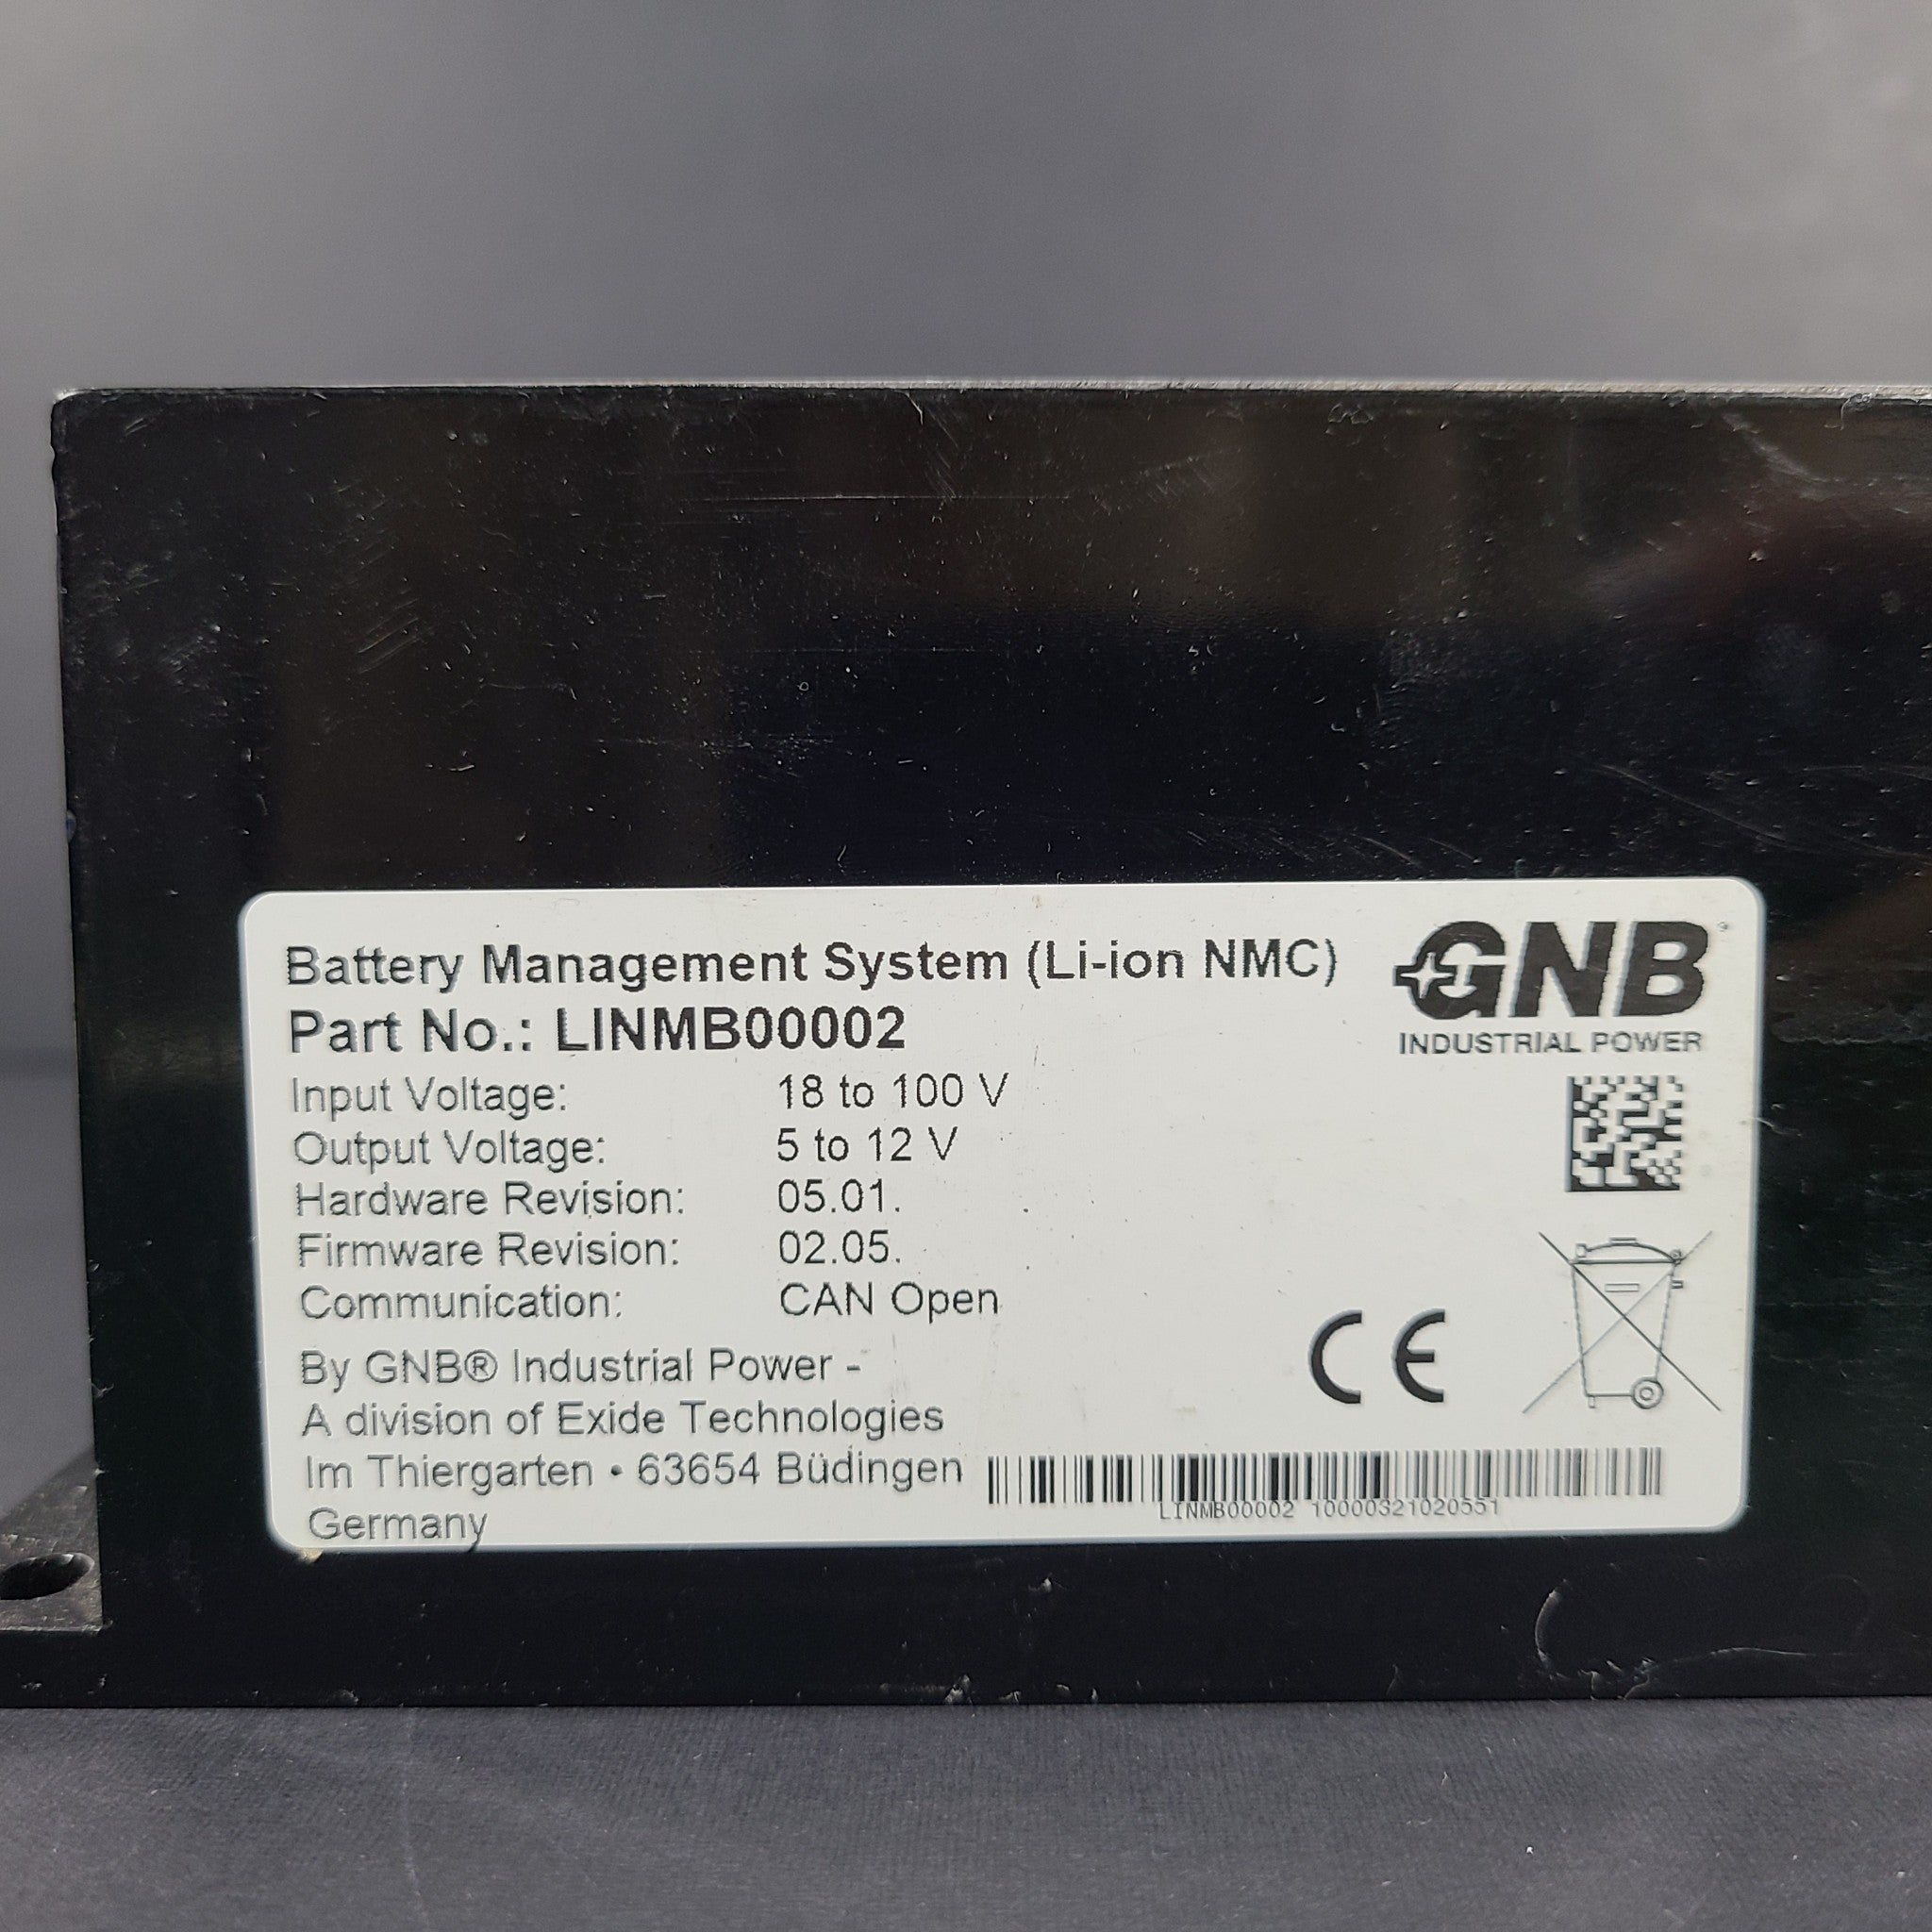 Battery Management System (Li-ion NMC)
GNB
INDUSTRIAL POWER
Part No.: LINMB00002
Input Voltage: 18 to 100 V
Output Voltage: 5 to 12 V
Hardware Revision: 05.01.
Firmware Revision: 02.05.
Communication: CAN Open
CE
By GNB® Industrial Power -
A division of Exide Technologies
Im Thiergarten • 63654 Büdingen
Germany
LINMB00002 10000321020551